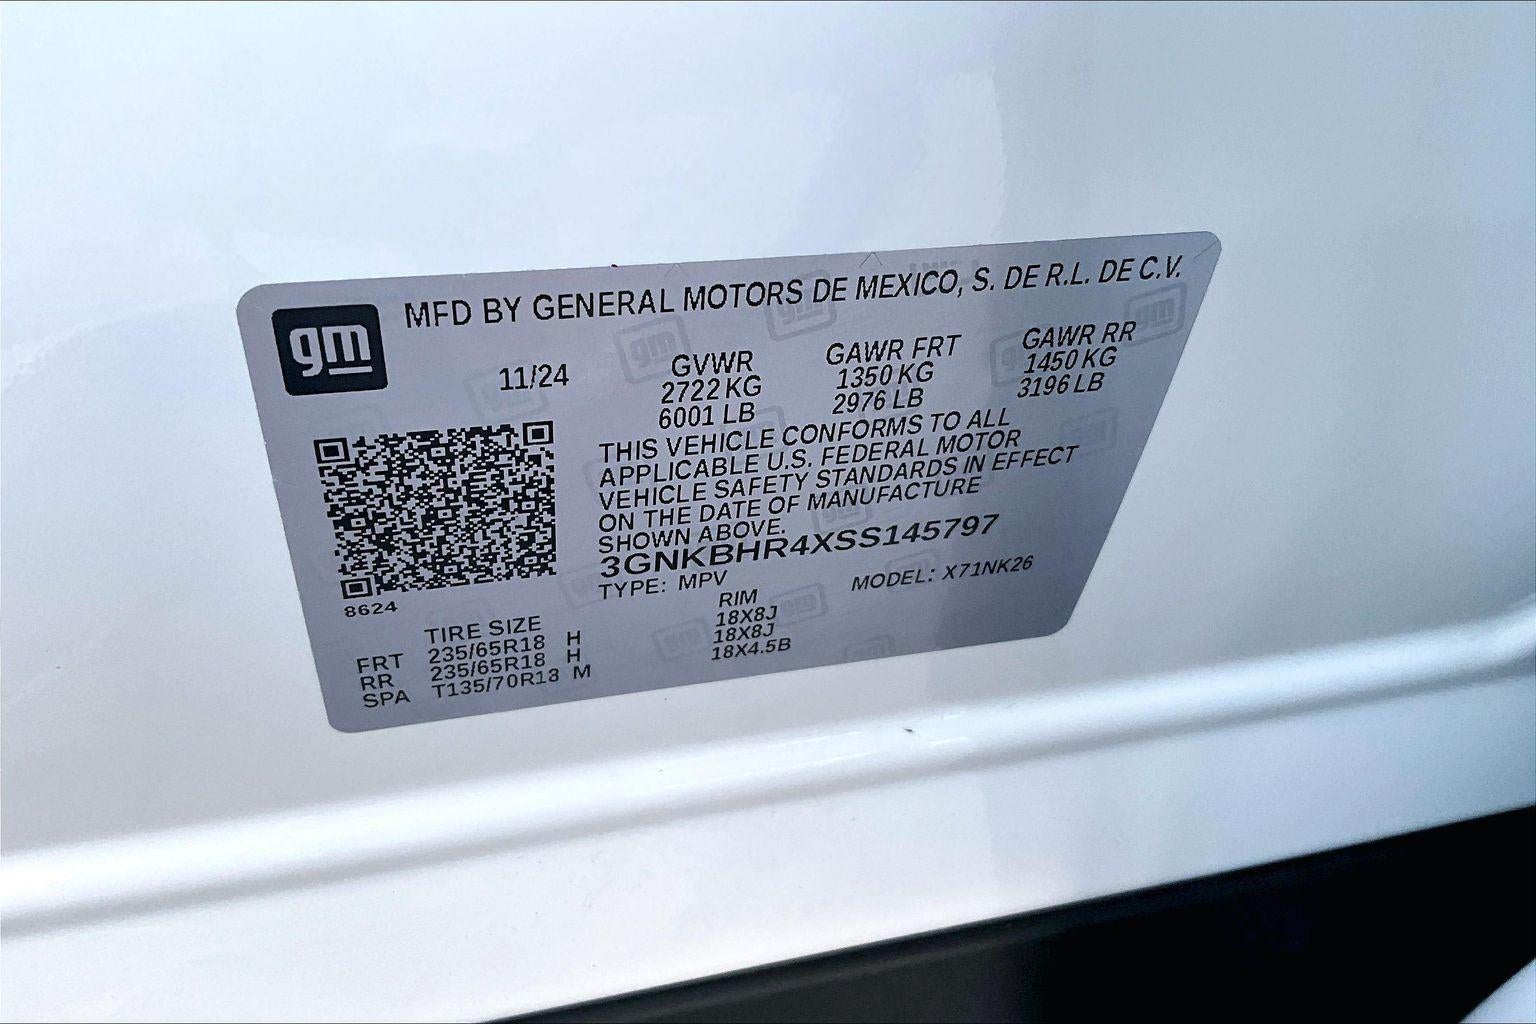 gm
MFD BY GENERAL MOTORS DE MEXICO, S. DE R.L. DE C.V.
11/24
GVWR GAWR FRT GAWR RR
2722 KG 1350 KG 1450 KG
6001 LB 2976 LB 3196 LB
THIS VEHICLE CONFORMS TO ALL
APPLICABLE U.S. FEDERAL MOTOR
VEHICLE SAFETY STANDARDS IN EFFECT
ON THE DATE OF MANUFACTURE
SHOWN ABOVE.
3GNKBHR4XSS145797
TYPE: MPV MODEL: X71NK26
8624
TIRE SIZE RIM
FRT 235/65R18 H 18X8J
RR 235/65R18 H 18X8J
SPA T135/70R18 M 18X4.5B